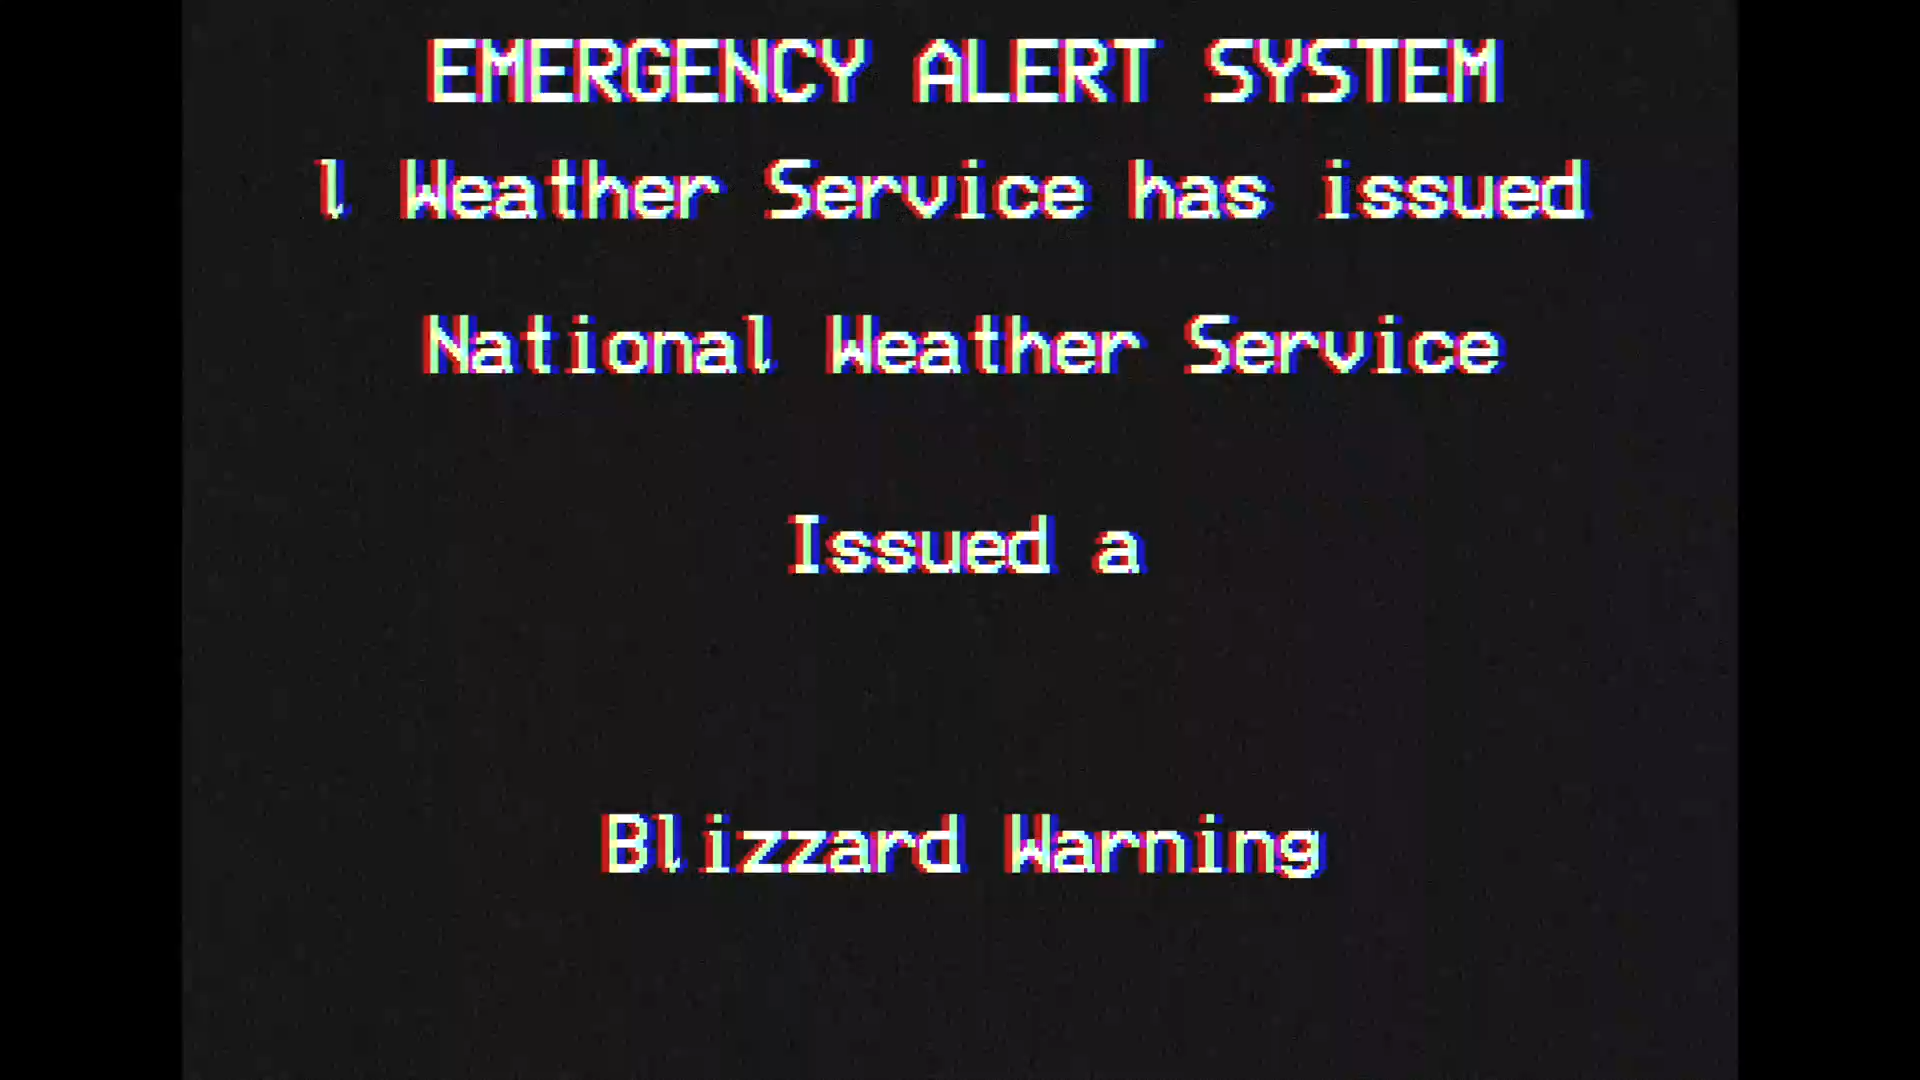 EMERGENCY ALERT SYSTEM
l Weather Service has issued
National Weather Service
Issued a
Blizzard Warning